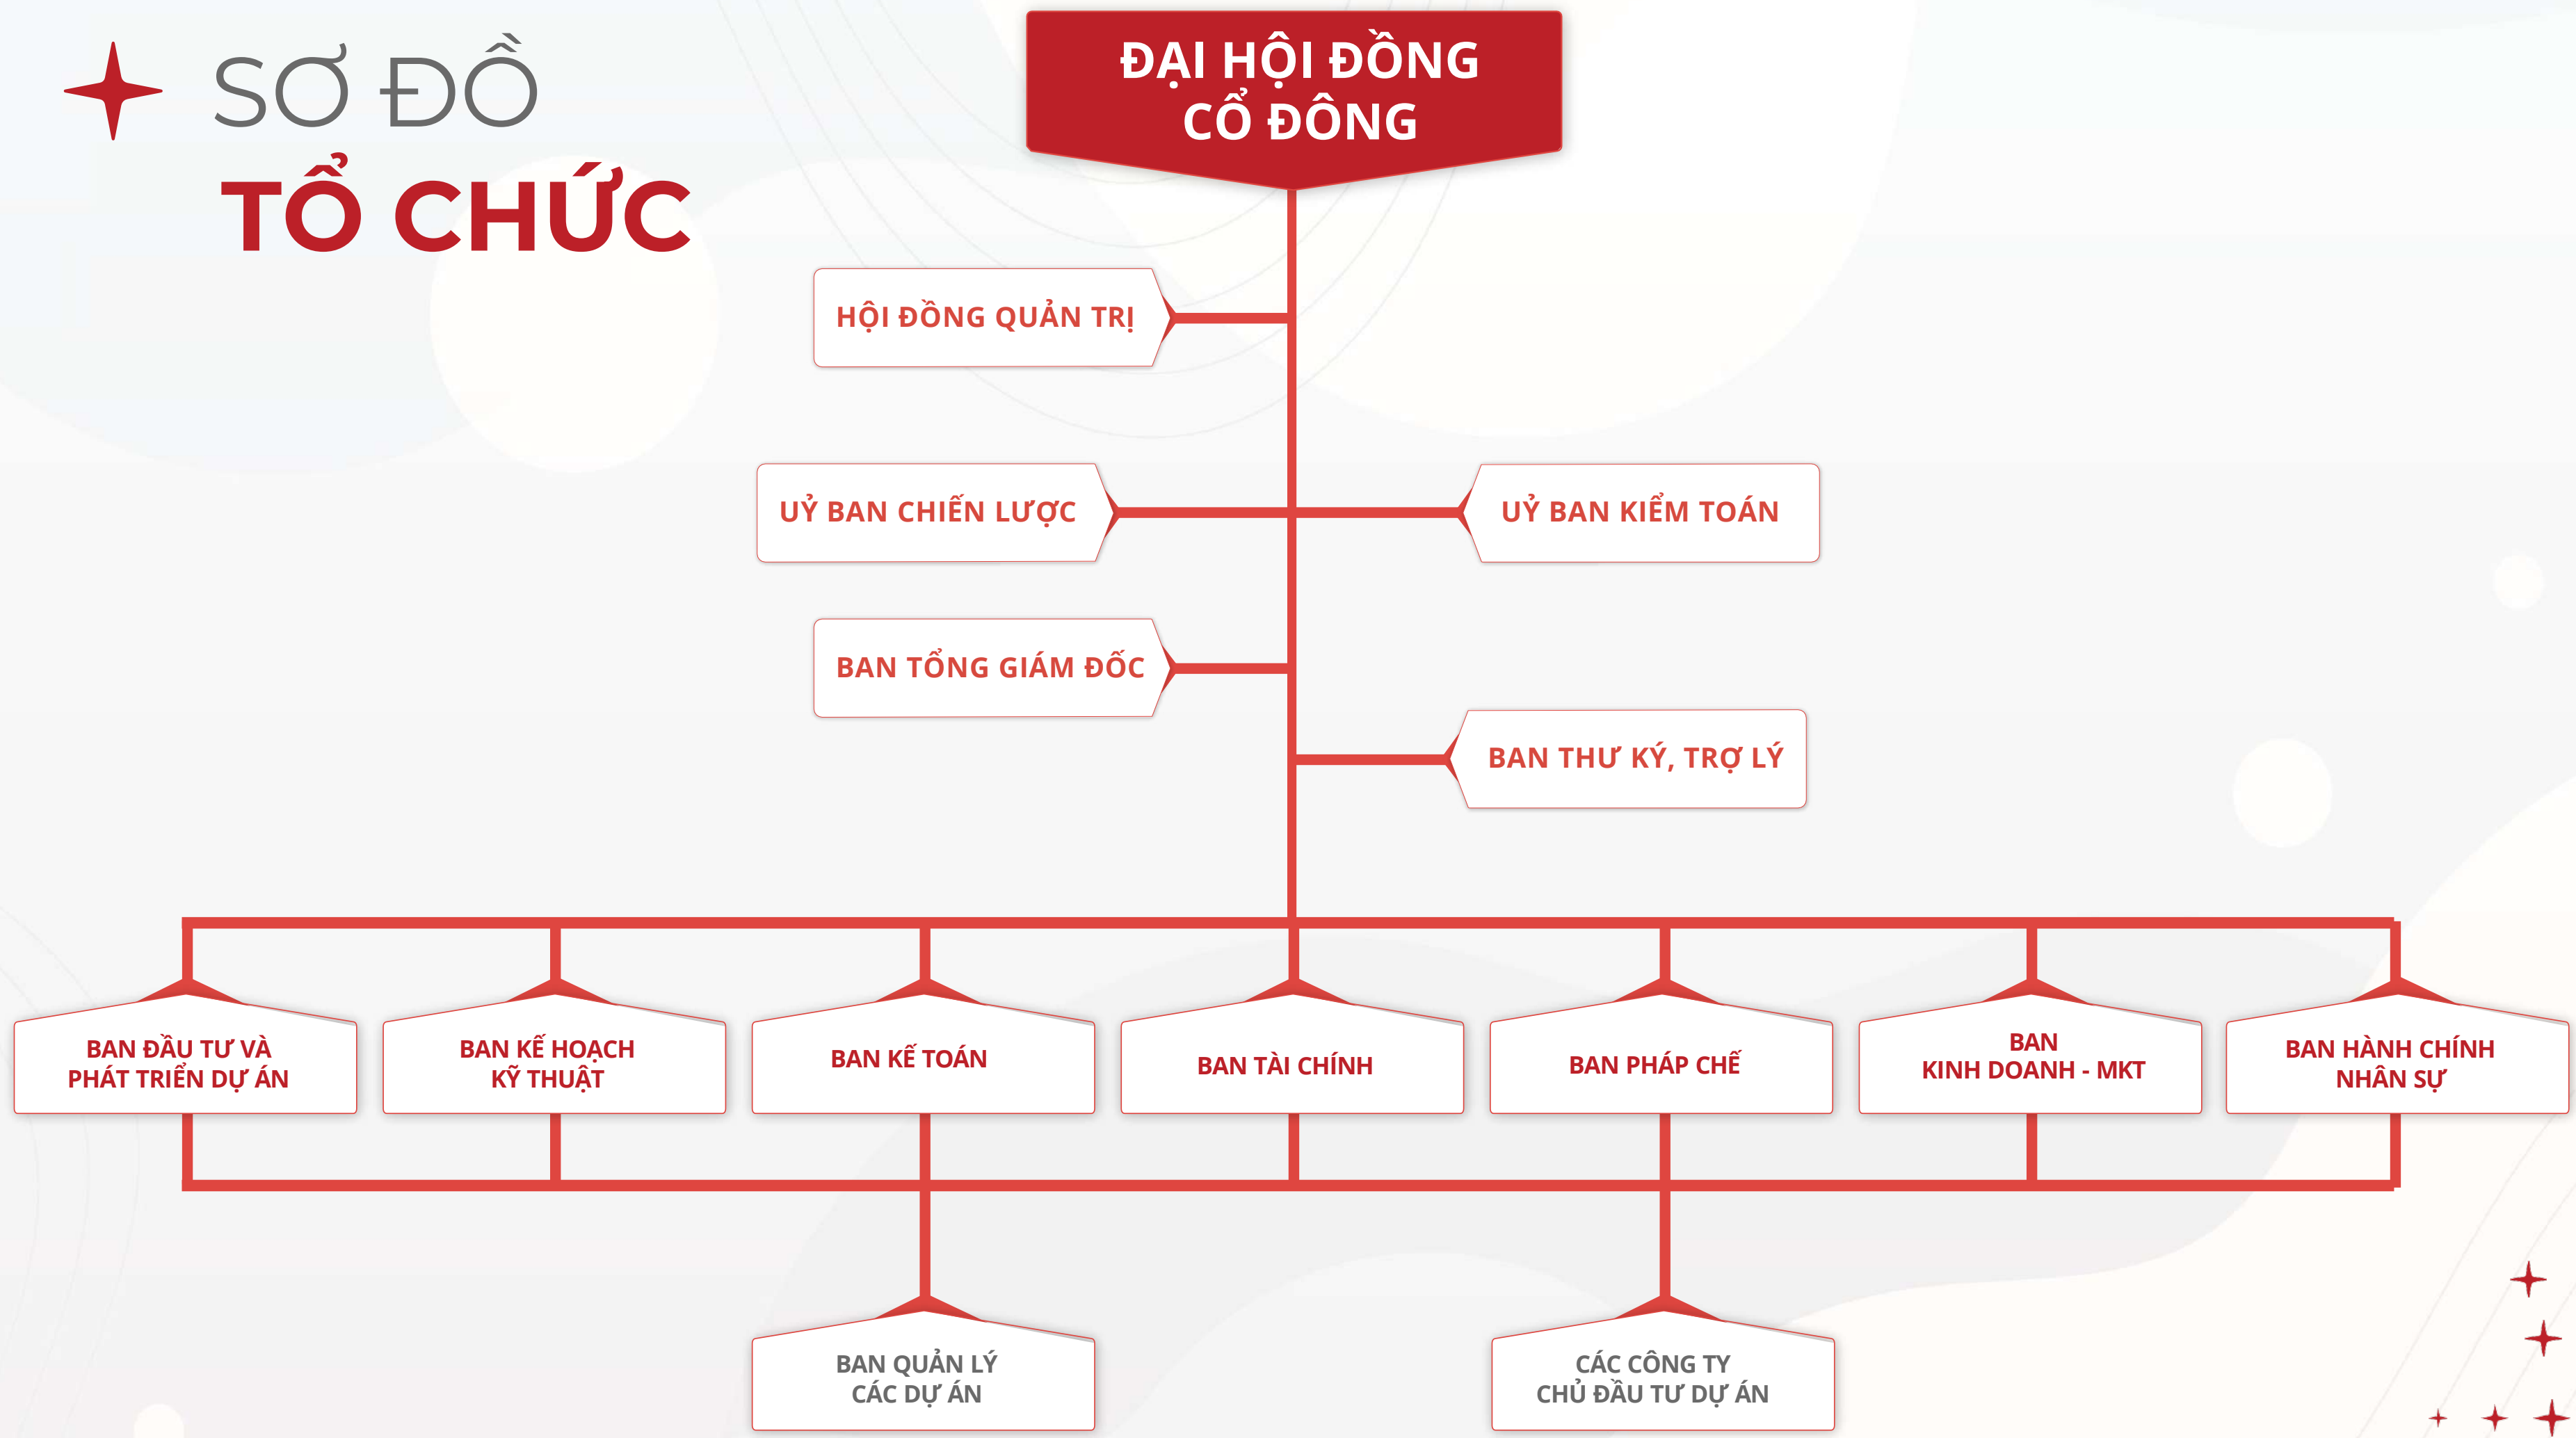 SƠ ĐỒ
TỔ CHỨC
ĐẠI HỘI ĐỒNG
CỔ ĐÔNG
HỘI ĐỒNG QUẢN TRỊ
UỶ BAN CHIẾN LƯỢC
UỶ BAN KIỂM TOÁN
BAN TỔNG GIÁM ĐỐC
BAN THƯ KÝ, TRỢ LÝ
BAN ĐẦU TƯ VÀ
PHÁT TRIỂN DỰ ÁN
BAN KẾ HOẠCH
KỸ THUẬT
BAN KẾ TOÁN
BAN TÀI CHÍNH
BAN PHÁP CHẾ
BAN
KINH DOANH - MKT
BAN HÀNH CHÍNH
NHÂN SỰ
BAN QUẢN LÝ
CÁC DỰ ÁN
CÁC CÔNG TY
CHỦ ĐẦU TƯ DỰ ÁN